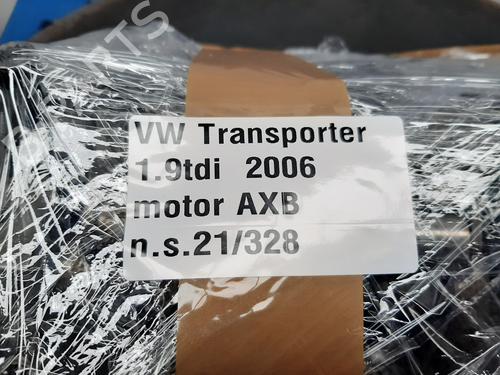 VW Transporter
1.9tdi 2006
motor AXB
n.s.21/328